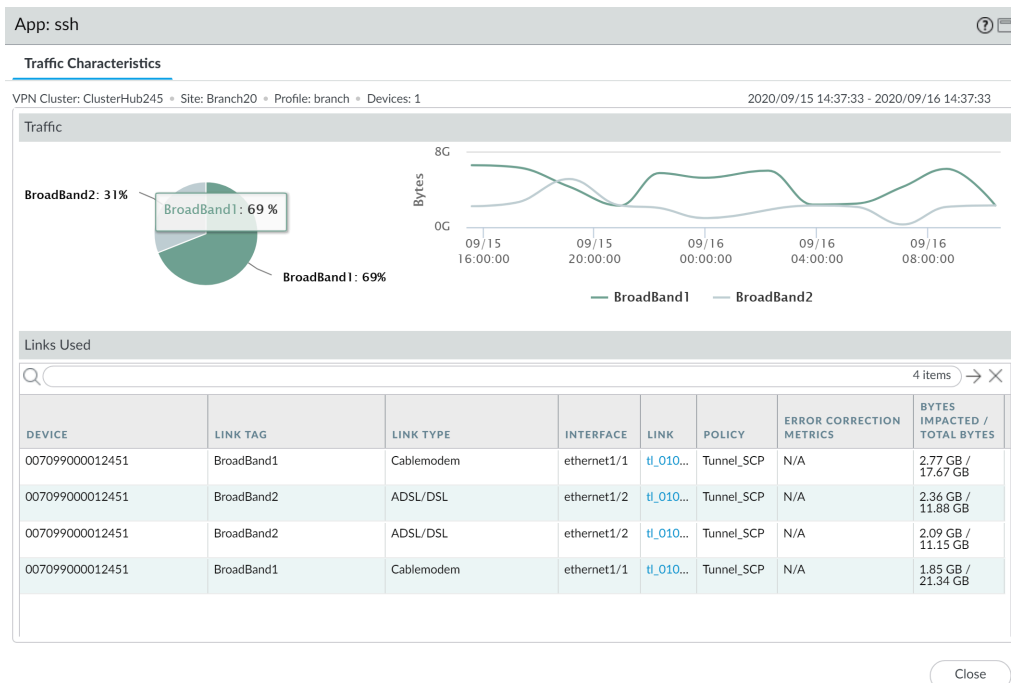 App: ssh
Traffic Characteristics
VPN Cluster: ClusterHub245 Site: Branch20 Profile: branch Devices: 1 2020/09/15 14:37:33 - 2020/09/16 14:37:33
Traffic
BroadBand2: 31%
BroadBand1: 69 %
BroadBand1: 69%
8G
Bytes
0G
09/15 16:00:00
09/15 20:00:00
09/16 00:00:00
09/16 04:00:00
09/16 08:00:00
BroadBand1 BroadBand2
Links Used
4 items
DEVICE LINK TAG LINK TYPE INTERFACE LINK POLICY ERROR CORRECTION METRICS BYTES IMPACTED / TOTAL BYTES
007099000012451 BroadBand1 Cablemodem ethernet1/1 tl_010... Tunnel_SCP N/A 2.77 GB / 17.67 GB
007099000012451 BroadBand2 ADSL/DSL ethernet1/2 tl_010... Tunnel_SCP N/A 2.36 GB / 11.88 GB
007099000012451 BroadBand2 ADSL/DSL ethernet1/2 tl_010... Tunnel_SCP N/A 2.09 GB / 11.15 GB
007099000012451 BroadBand1 Cablemodem ethernet1/1 tl_010... Tunnel_SCP N/A 1.85 GB / 21.34 GB
Close